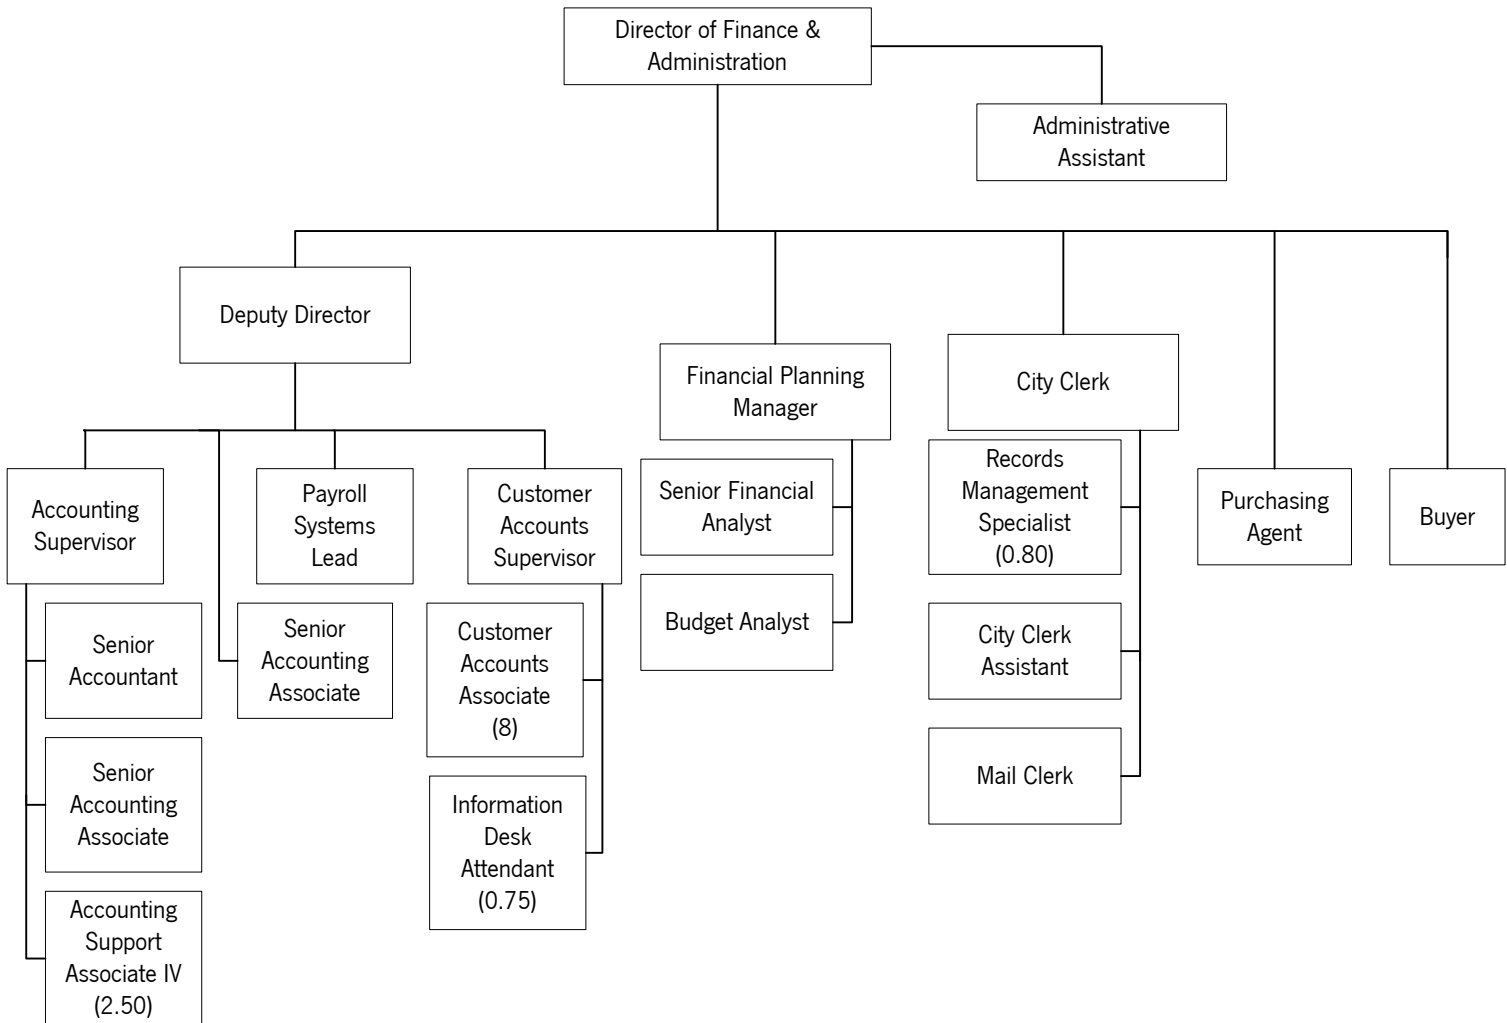 Director of Finance &
Administration
Administrative
Assistant
Deputy Director
Financial Planning
Manager
City Clerk
Accounting
Supervisor
Payroll
Systems
Lead
Customer
Accounts
Supervisor
Senior Financial
Analyst
Records
Management
Specialist
(0.80)
Purchasing
Agent
Buyer
Senior
Accountant
Senior
Accounting
Associate
Customer
Accounts
Associate
(8)
Budget Analyst
City Clerk
Assistant
Senior
Accounting
Associate
Information
Desk
Attendant
(0.75)
Mail Clerk
Accounting
Support
Associate IV
(2.50)